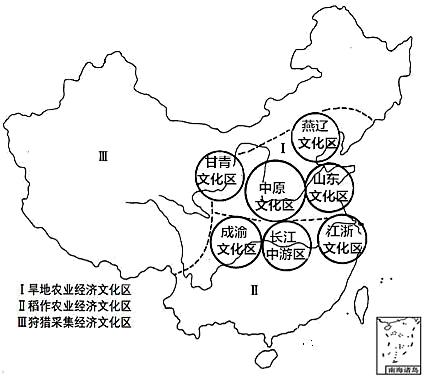 燕辽
文化区
Ⅰ
Ⅲ
甘青
文化区
中原
文化区
山东
文化区
成渝
文化区
长江
中游区
江浙
文化区
Ⅱ
Ⅰ旱地农业经济文化区
Ⅱ稻作农业经济文化区
Ⅲ狩猎采集经济文化区
南海诸岛